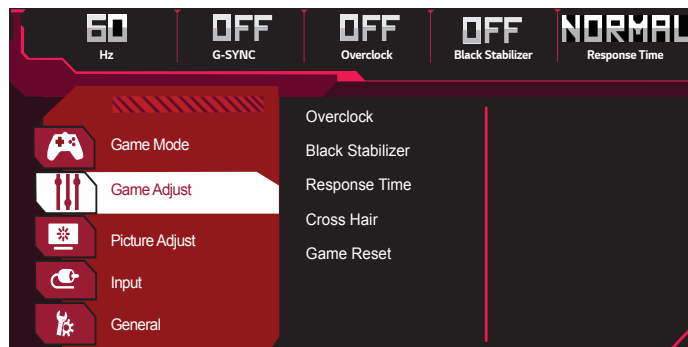 60 OFF OFF OFF NORMAL
Hz G-SYNC Overclock Black Stabilizer Response Time
Game Mode
Game Adjust
Picture Adjust
Input
General
Overclock
Black Stabilizer
Response Time
Cross Hair
Game Reset